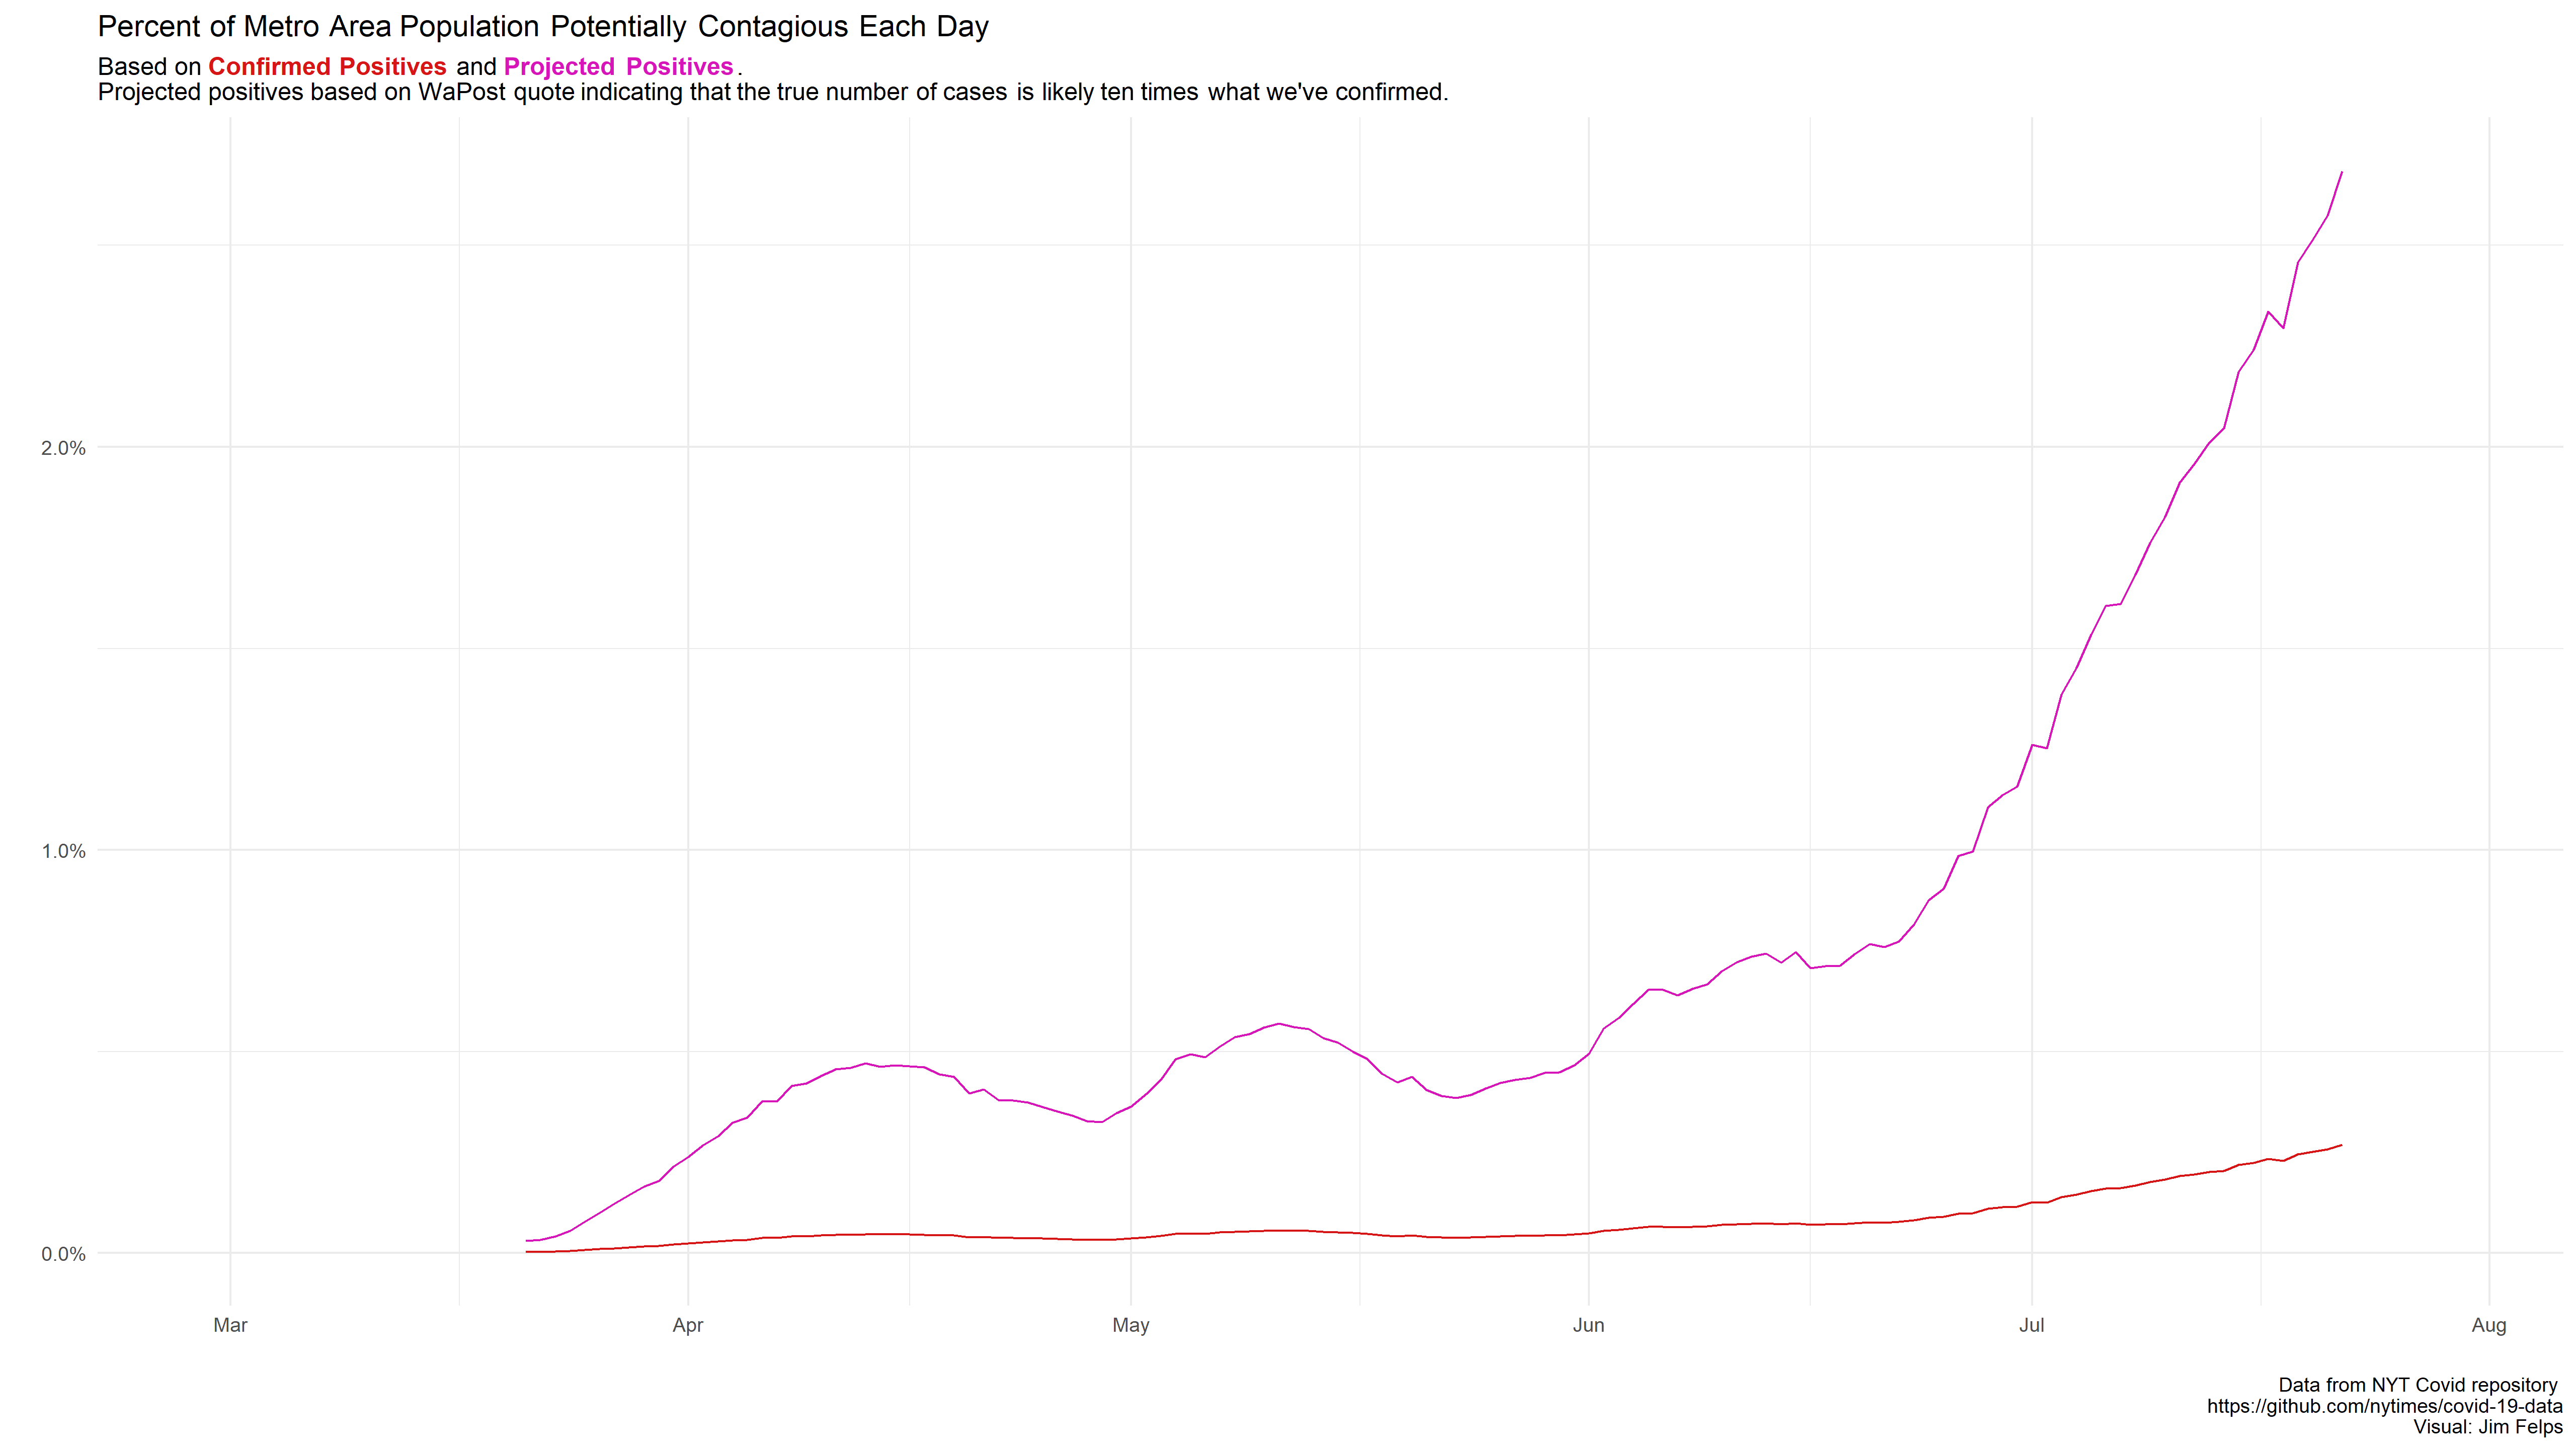 Percent of Metro Area Population Potentially Contagious Each Day
Based on Confirmed Positives and Projected Positives.
Projected positives based on WaPost quote indicating that the true number of cases is likely ten times what we've confirmed.
2.0%
1.0%
0.0%
Mar Apr May Jun Jul Aug
Data from NYT Covid repository
https://github.com/nytimes/covid-19-data
Visual: Jim Felps